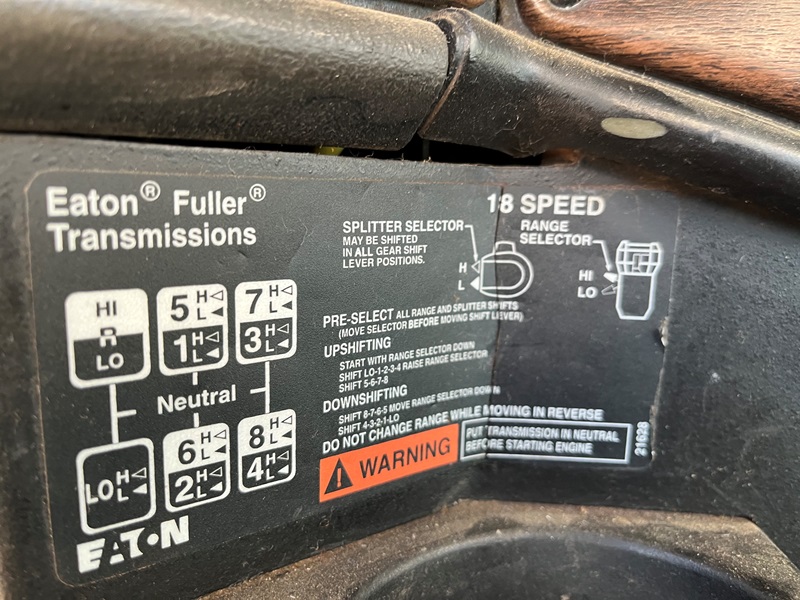 Eaton® Fuller®
Transmissions
18 SPEED
SPLITTER SELECTOR
MAY BE SHIFTED
IN ALL GEAR SHIFT
LEVER POSITIONS.
H
L
RANGE
SELECTOR
HI
LO
HI
R
LO
5 H L
1 H L
7 H L
3 H L
Neutral
LO H L
6 H L
2 H L
8 H L
4 H L
PRE-SELECT ALL RANGE AND SPLITTER SHIFTS
(MOVE SELECTOR BEFORE MOVING SHIFT LEVER)
UPSHIFTING
START WITH RANGE SELECTOR DOWN
SHIFT LO-1-2-3-4 RAISE RANGE SELECTOR
SHIFT 5-6-7-8
DOWNSHIFTING
SHIFT 8-7-6-5 MOVE RANGE SELECTOR DOWN
SHIFT 4-3-2-1-LO
DO NOT CHANGE RANGE WHILE MOVING IN REVERSE
WARNING
PUT TRANSMISSION IN NEUTRAL
BEFORE STARTING ENGINE
21628
EATON